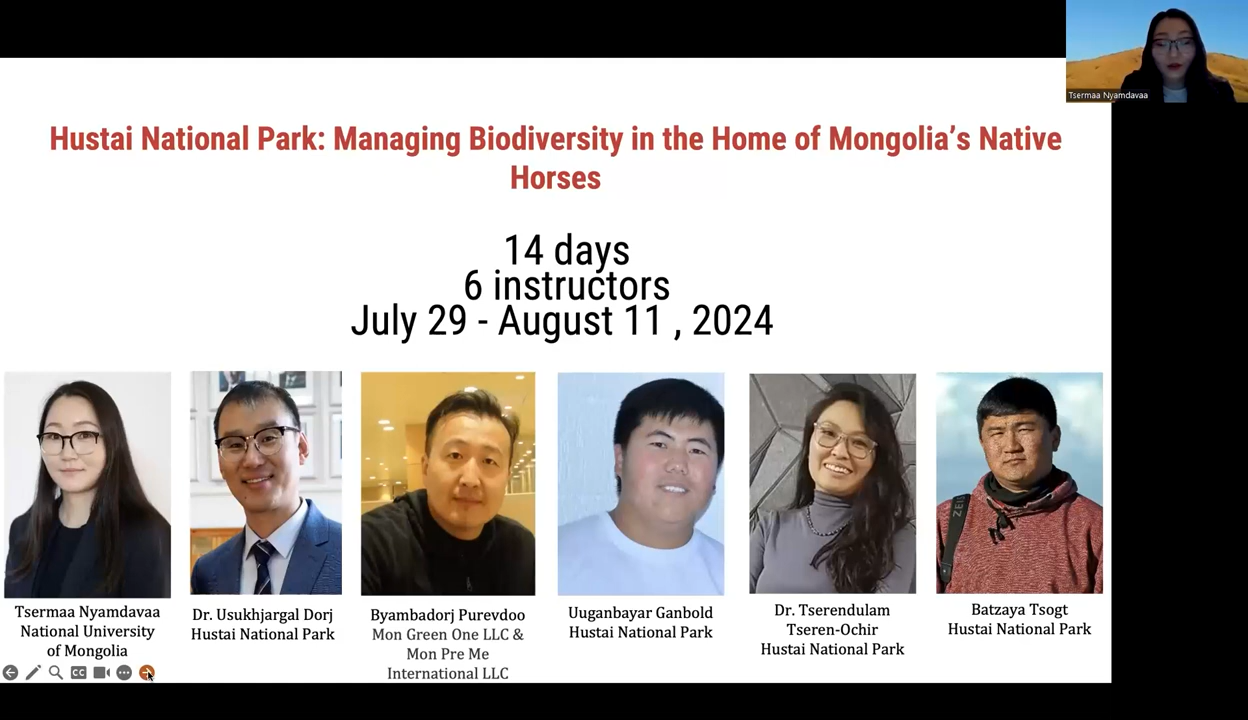 Tsermaa Nyamdavaa
Hustai National Park: Managing Biodiversity in the Home of Mongolia’s Native
Horses
14 days
6 instructors
July 29 - August 11 , 2024
Tsermaa Nyamdavaa
National University
of Mongolia
Dr. Usukhjargal Dorj
Hustai National Park
Byambadorj Purevdoo
Mon Green One LLC &
Mon Pre Me
International LLC
Uuganbayar Ganbold
Hustai National Park
Dr. Tserendulam
Tseren-Ochir
Hustai National Park
ZEI
Batzaya Tsogt
Hustai National Park
CC